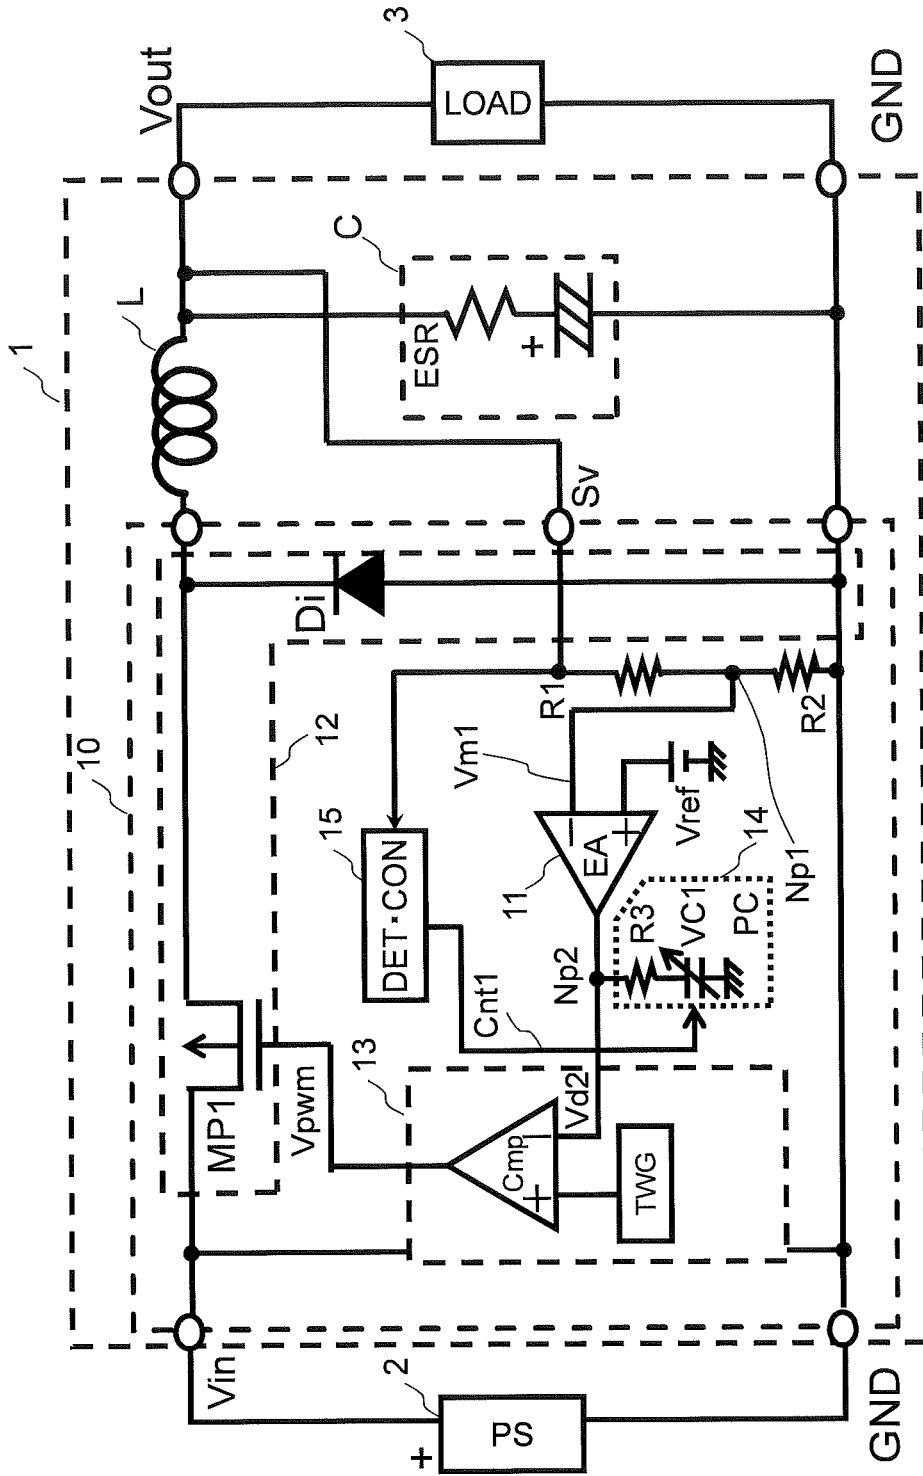 1
10
12
Vin
MP1
Vpwm
L
Vout
3
LOAD
C
ESR
+
Di
Sv
15
DET·CON
Cnt1
13
Cmp
+
−
Vd2
TWG
Np2
11
EA
−
+
Vm1
Vref
R1
R2
Np1
14
R3
VC1
PC
2
PS
+
GND
GND